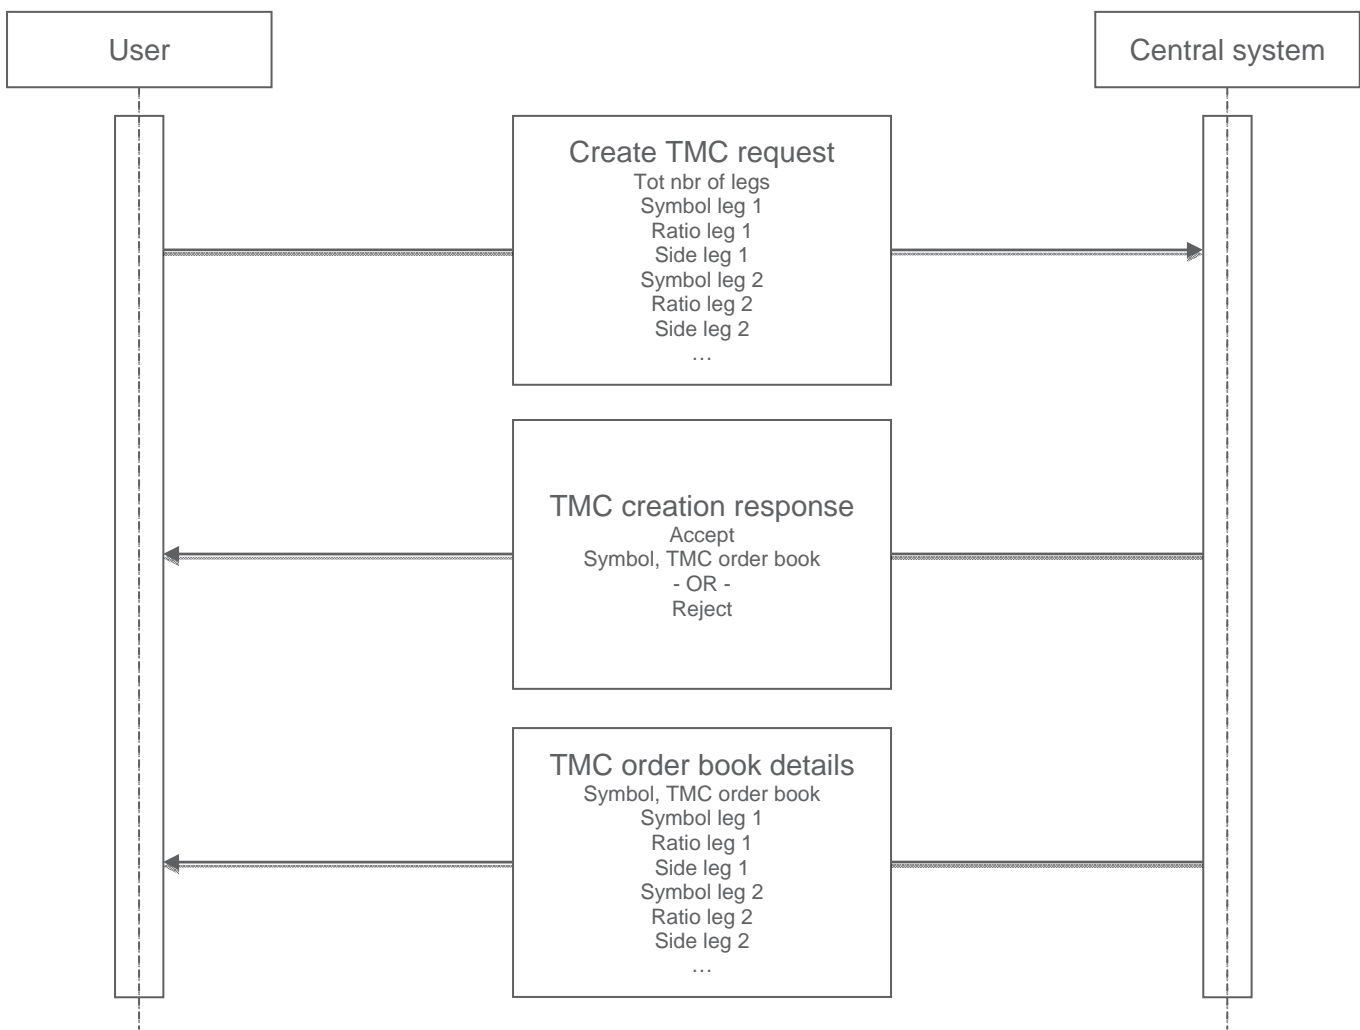 User
Central system
Create TMC request
Tot nbr of legs
Symbol leg 1
Ratio leg 1
Side leg 1
Symbol leg 2
Ratio leg 2
Side leg 2
…
TMC creation response
Accept
Symbol, TMC order book
- OR -
Reject
TMC order book details
Symbol, TMC order book
Symbol leg 1
Ratio leg 1
Side leg 1
Symbol leg 2
Ratio leg 2
Side leg 2
…